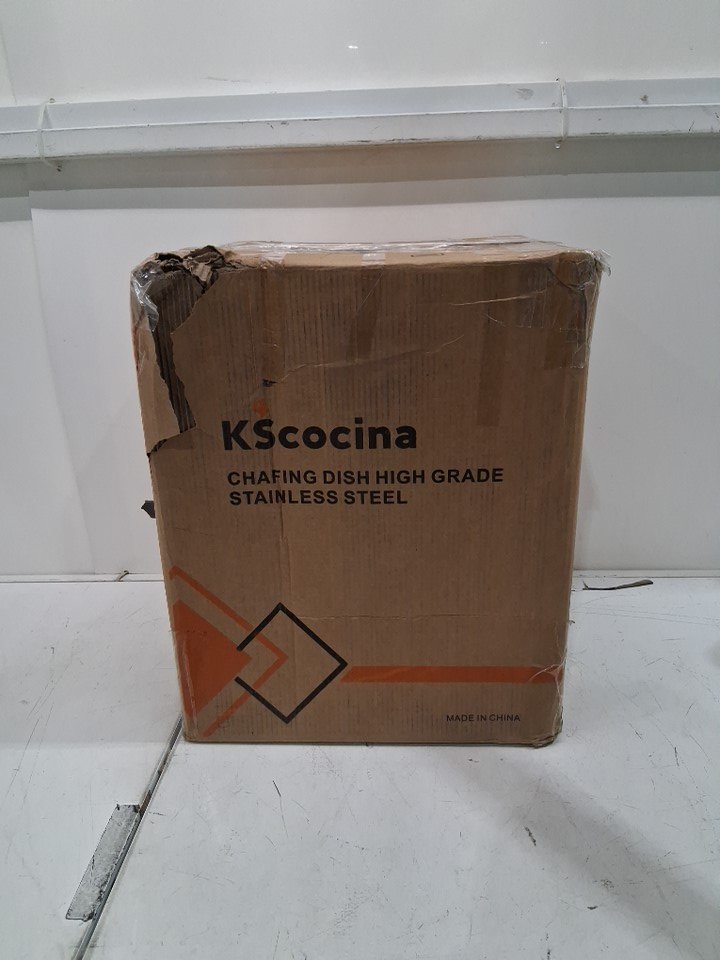 KScocina
CHAFING DISH HIGH GRADE
STAINLESS STEEL
MADE IN CHINA